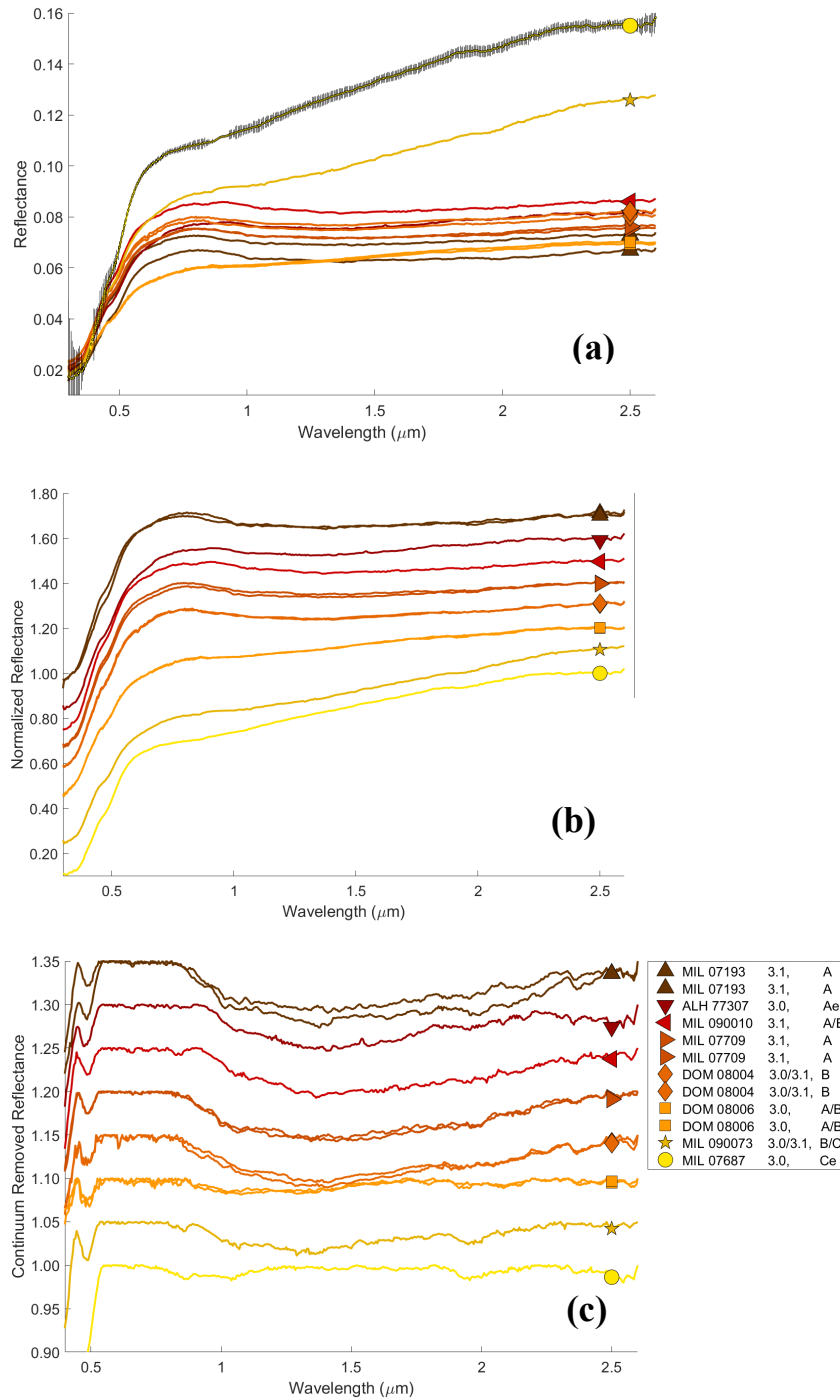 0.16
0.14
0.12
0.10
0.08
0.06
0.04
0.02
Reflectance
(a)
0.5
1
1.5
2
2.5
Wavelength (μm)
1.80
1.60
1.40
1.20
1.00
0.80
0.60
0.40
0.20
Normalized Reflectance
(b)
0.5
1
1.5
2
2.5
Wavelength (μm)
1.35
1.30
1.25
1.20
1.15
1.10
1.05
1.00
0.95
0.90
Continuum Removed Reflectance
(c)
0.5
1
1.5
2
2.5
Wavelength (μm)
MIL 07193 3.1, A
MIL 07193 3.1, A
ALH 77307 3.0, Ae
MIL 090010 3.1, A/B
MIL 07709 3.1, A
MIL 07709 3.1, A
DOM 08004 3.0/3.1, B
DOM 08004 3.0/3.1, B
DOM 08006 3.0, A/B
DOM 08006 3.0, A/B
MIL 090073 3.0/3.1, B/C
MIL 07687 3.0, Ce